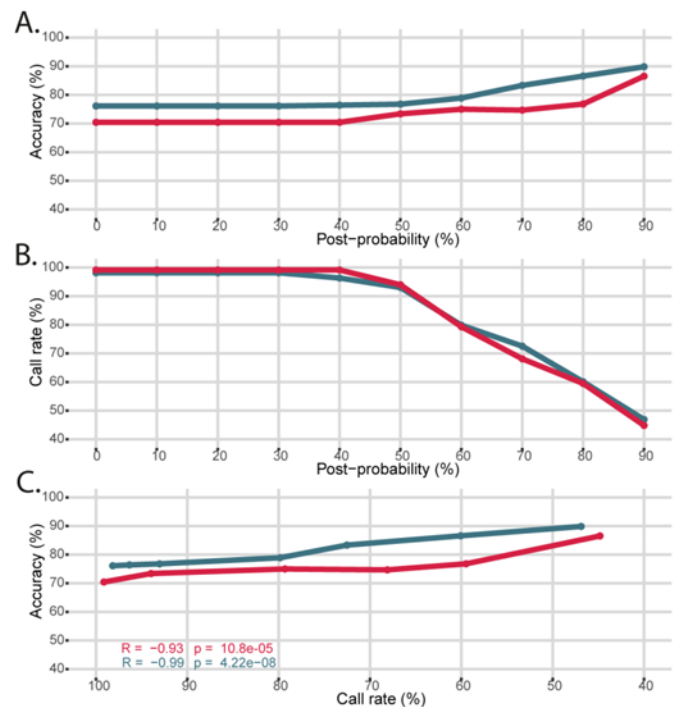 A.
Accuracy (%)
100
90
80
70
60
50
40
0 10 20 30 40 50 60 70 80 90
Post-probability (%)
B.
Call rate (%)
100
90
80
70
60
50
40
0 10 20 30 40 50 60 70 80 90
Post-probability (%)
C.
Accuracy (%)
100
90
80
70
60
50
40
R = −0.93 p = 10.8e-05
R = −0.99 p = 4.22e−08
100 90 80 70 60 50 40
Call rate (%)